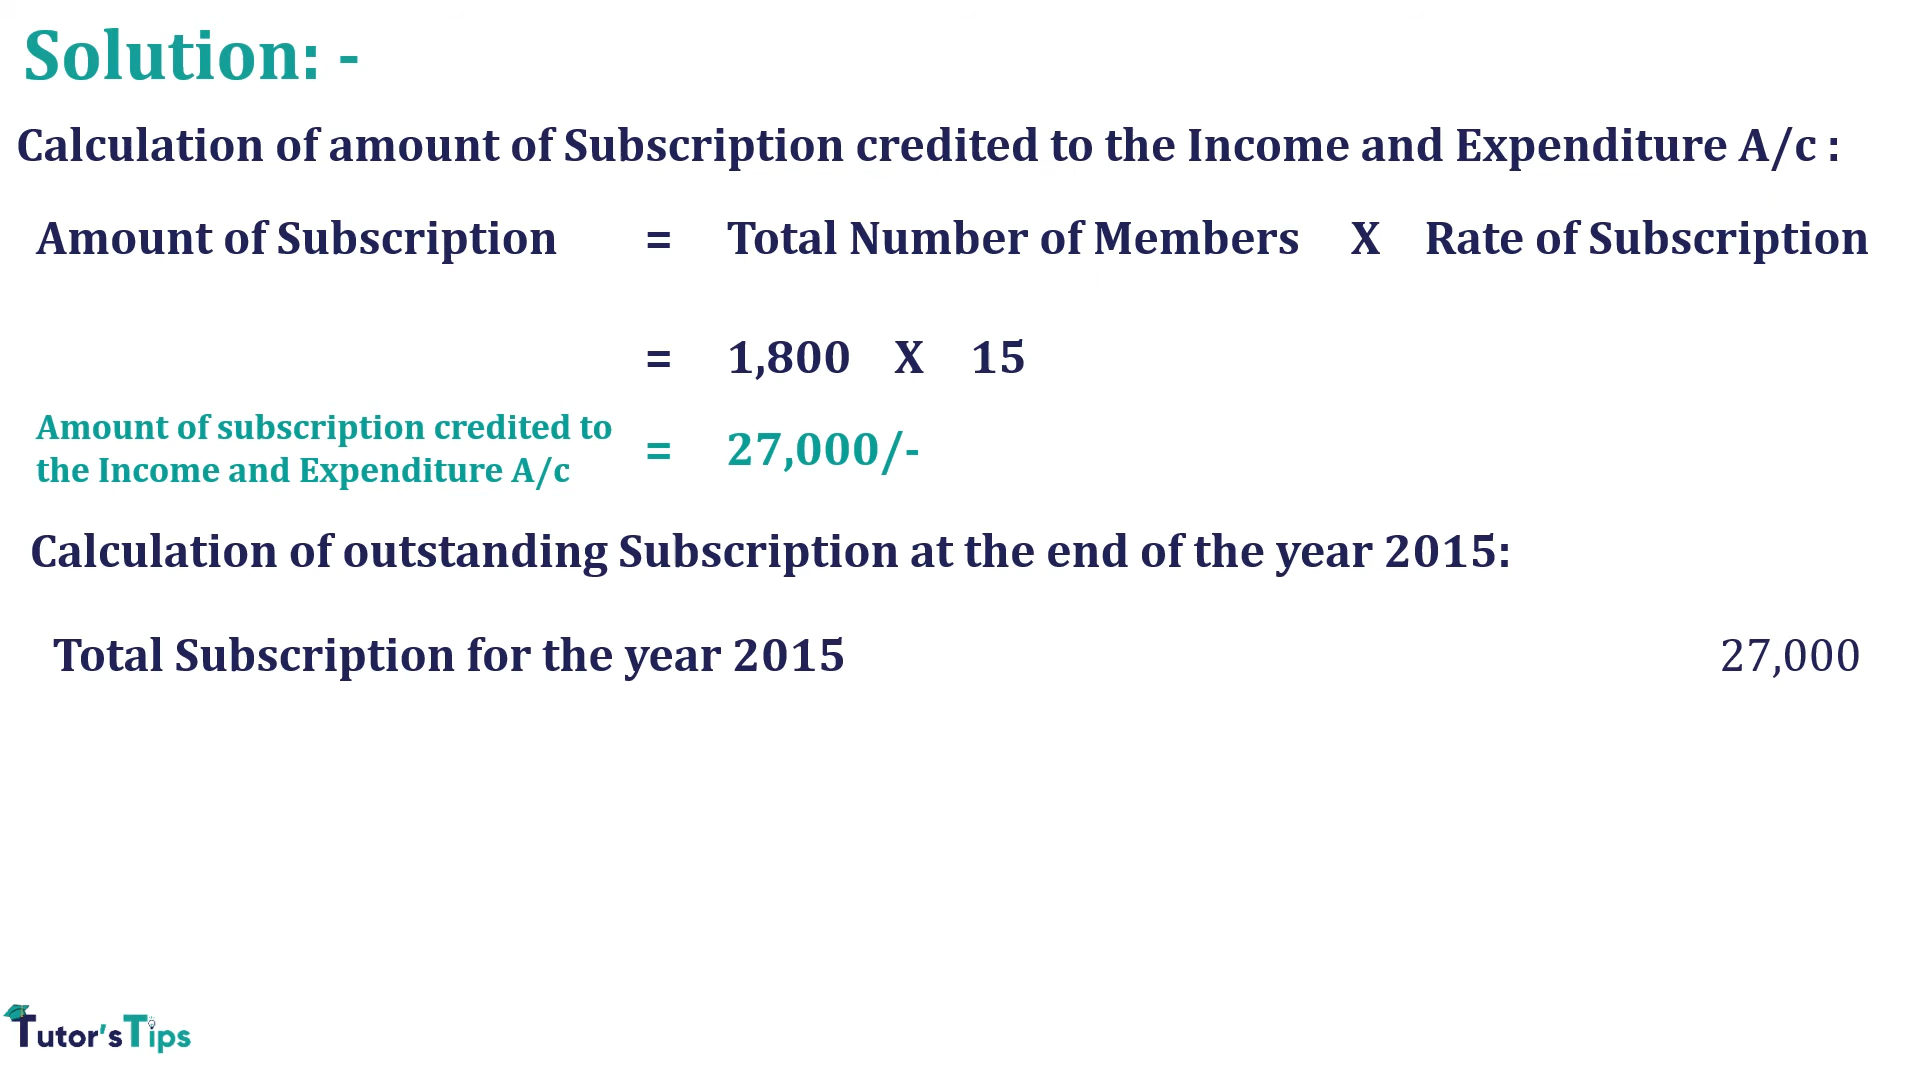 Solution: -
Calculation of amount of Subscription credited to the Income and Expenditure A/c :
Amount of Subscription = Total Number of Members X Rate of Subscription
= 1,800 X 15
Amount of subscription credited to
the Income and Expenditure A/c
= 27,000/-
Calculation of outstanding Subscription at the end of the year 2015:
Total Subscription for the year 2015 27,000
Tutor'sTips